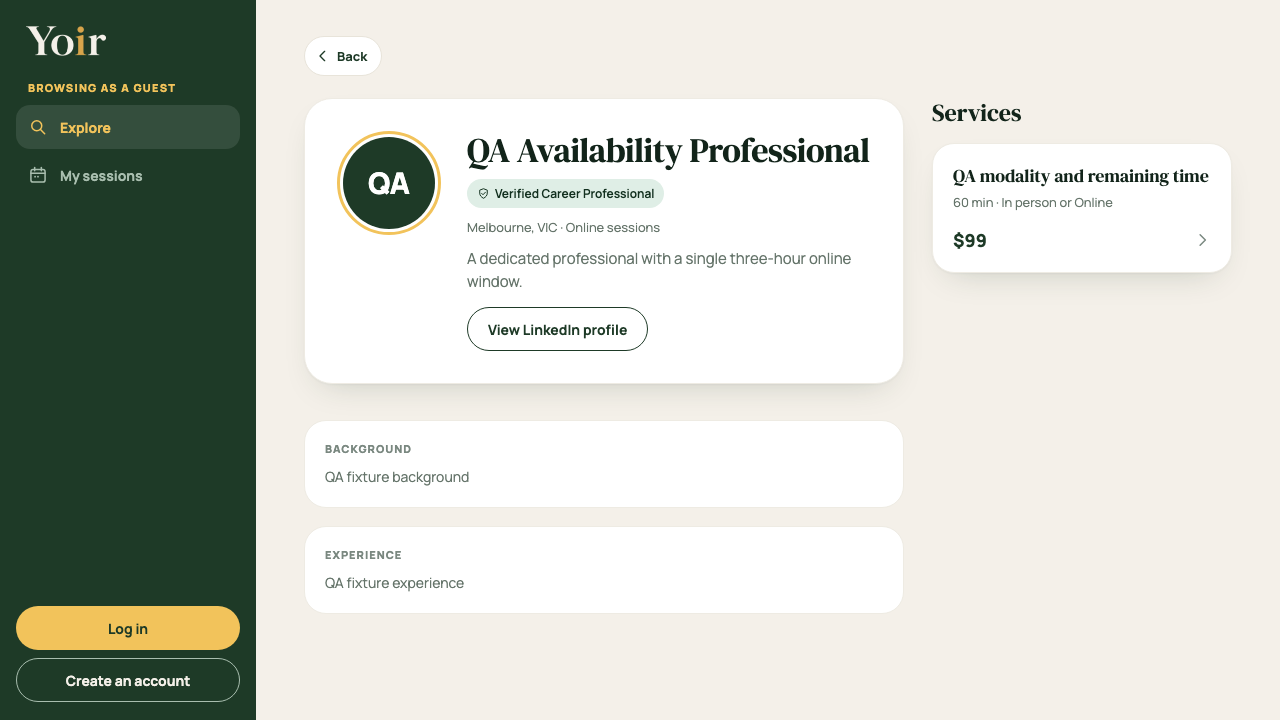 Yoir
BROWSING AS A GUEST
Explore
My sessions
Log in
Create an account
Back
QA
QA Availability Professional
Verified Career Professional
Melbourne, VIC · Online sessions
A dedicated professional with a single three-hour online
window.
View LinkedIn profile
BACKGROUND
QA fixture background
EXPERIENCE
QA fixture experience
Services
QA modality and remaining time
60 min · In person or Online
$99